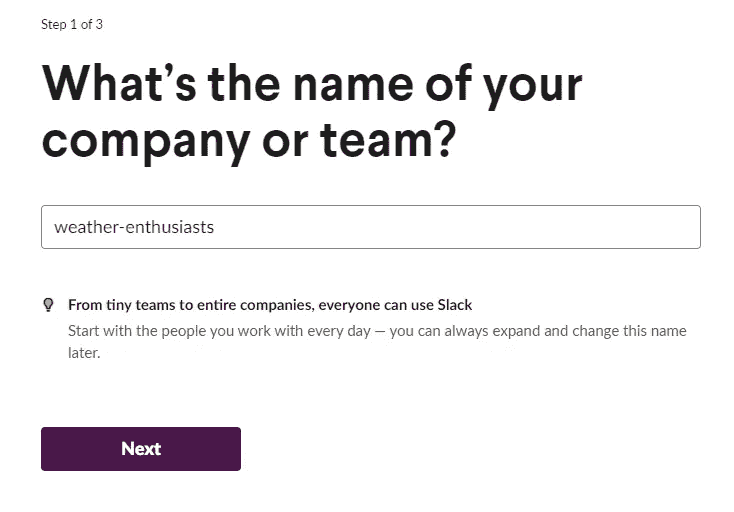 Step 1 of 3
What's the name of your
company or team?
weather-enthusiasts
From tiny teams to entire companies, everyone can use Slack
Start with the people you work with every day — you can always expand and change this name
later.
Next